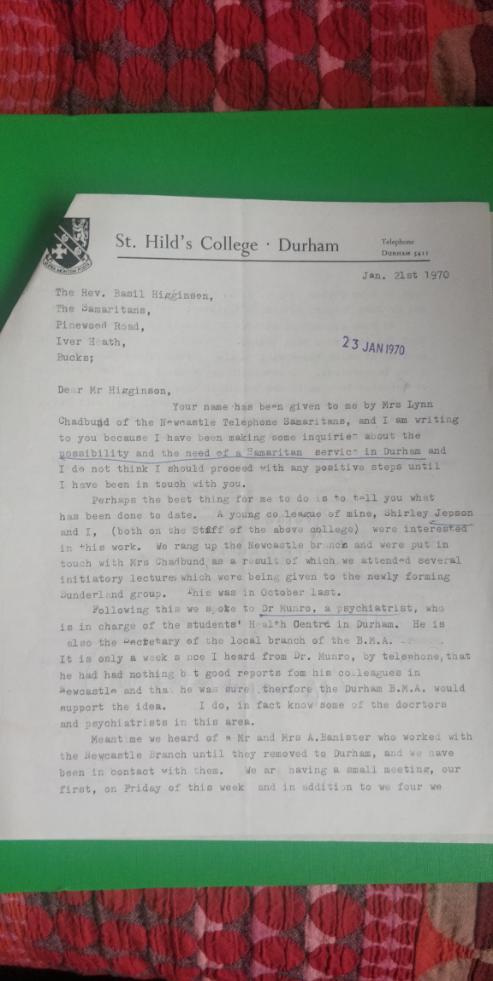 St. Hild's College · Durham
Telephone
DURHAM 5411
Jan. 21st 1970
The Rev. Basil Higginson,
The Samaritans,
Pinewood Road,
Iver Heath,
Bucks;
23 JAN 1970
Dear Mr Higginson,
Your name has been given to me by Mrs Lynn
Chadbund of the Newcastle Telephone Samaritans, and I am writing
to you because I have been making some inquiries about the
possibility and the need of a Samaritan service in Durham and
I do not think I should proceed with any positive steps until
I have been in touch with you.
Perhaps the best thing for me to do is to tell you what
has been done to date. A young co league of mine, Shirley Jepson
and I, (both on the Staff of the above college) were interested
in this work. We rang up the Newcastle branch and were put in
touch with Mrs Chadbund as a result of which we attended several
initiatory lectures which were being given to the newly forming
Sunderland group. This was in October last.
Following this we spoke to Dr Munro, a psychiatrist, who
is in charge of the students' Health Centre in Durham. He is
also the Secretary of the local branch of the B.M.A.
It is only a week s nce I heard from Dr. Munro, by telephone, that
he had had nothing b t good reports fom his colleagues in
Newcastle and that he was sure therfore the Durham B.M.A. would
support the idea. I do, in fact know some of the docrtors
and psychiatrists in this area.
Meant me we heard of a Mr and Mrs A.Banister who worked with
the Newcastle Branch until they removed to Durham, and we have
been in contact with them. We ar having a small meeting, our
first, on Friday of this week and in addition to we four we